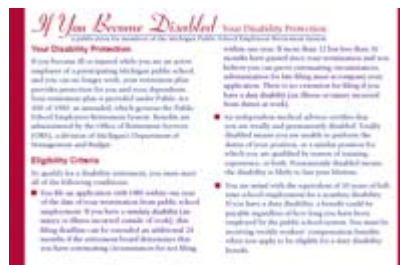 If You Become Disabled Your Disability Protection
a publication for members of the Michigan Public School Employees Retirement System
Your Disability Protection
If you become ill or injured while you are an active
employee of a participating Michigan public school,
and you can no longer work, your retirement plan
provides protection for you and your dependents.
Your retirement plan is provided under Public Act
300 of 1980, as amended, which governs the Public
School Employees Retirement System. Benefits are
administered by the Office of Retirement Services
(ORS), a division of Michigan's Department of
Management and Budget.
Eligibility Criteria
To qualify for a disability retirement, you must meet
all of the following conditions:
You file an application with ORS within one year
of the date of your termination from public school
employment. If you have a nonduty disability (an
injury or illness incurred outside of work), this
filing deadline can be extended an additional 24
months if the retirement board determines that
you have extenuating circumstances for not filing
within one year. If more than 12 but less than 36
months have passed since your termination and you
believe you can prove extenuating circumstances,
substantiation for late filing must accompany your
application. There is no extension for filing if you
have a duty disability (an illness or injury incurred
from duties at work).
An independent medical advisor certifies that
you are totally and permanently disabled. Totally
disabled means you are unable to perform the
duties of your position, or a similar position for
which you are qualified by reason of training,
experience, or both. Permanently disabled means
the disability is likely to last your lifetime.
You are vested with the equivalent of 10 years of full-
time school employment for a nonduty disability.
If you have a duty disability, a benefit could be
payable regardless of how long you have been
employed by the public school system. You must be
receiving weekly workers' compensation benefits
when you apply to be eligible for a duty disability
benefit.